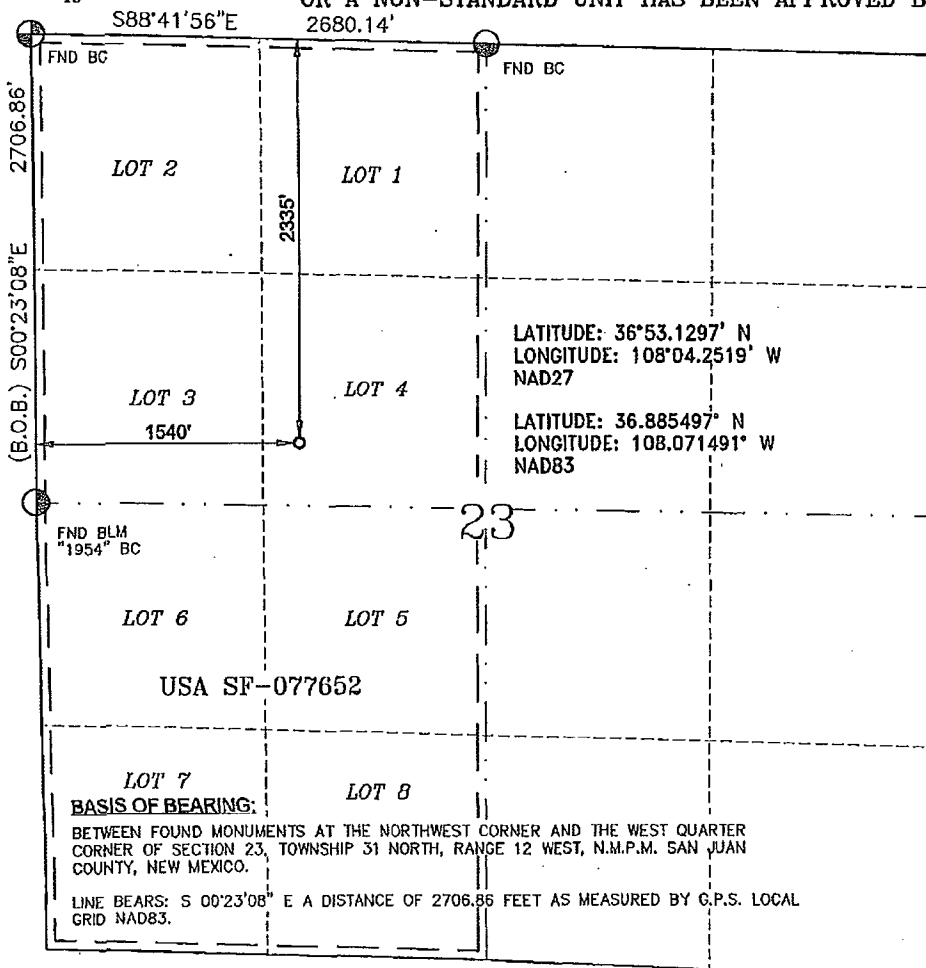 OR A NON-STANDARD UNIT HAS BEEN APPROVED B
S88°41'56"E 2680.14'
FND BC
FND BC
2706.86'
(B.O.B.) S00°23'08"E
LOT 2
LOT 1
2335'
LATITUDE: 36°53.1297' N
LONGITUDE: 108°04.2519' W
NAD27
LOT 3
LOT 4
1540'
LATITUDE: 36.885497° N
LONGITUDE: 108.071491° W
NAD83
FND BLM
"1954" BC
23
LOT 6
LOT 5
USA SF-077652
LOT 7
LOT 8
BASIS OF BEARING:
BETWEEN FOUND MONUMENTS AT THE NORTHWEST CORNER AND THE WEST QUARTER
CORNER OF SECTION 23, TOWNSHIP 31 NORTH, RANGE 12 WEST, N.M.P.M. SAN JUAN
COUNTY, NEW MEXICO.
LINE BEARS: S 00°23'08" E A DISTANCE OF 2706.86 FEET AS MEASURED BY G.P.S. LOCAL
GRID NAD83.